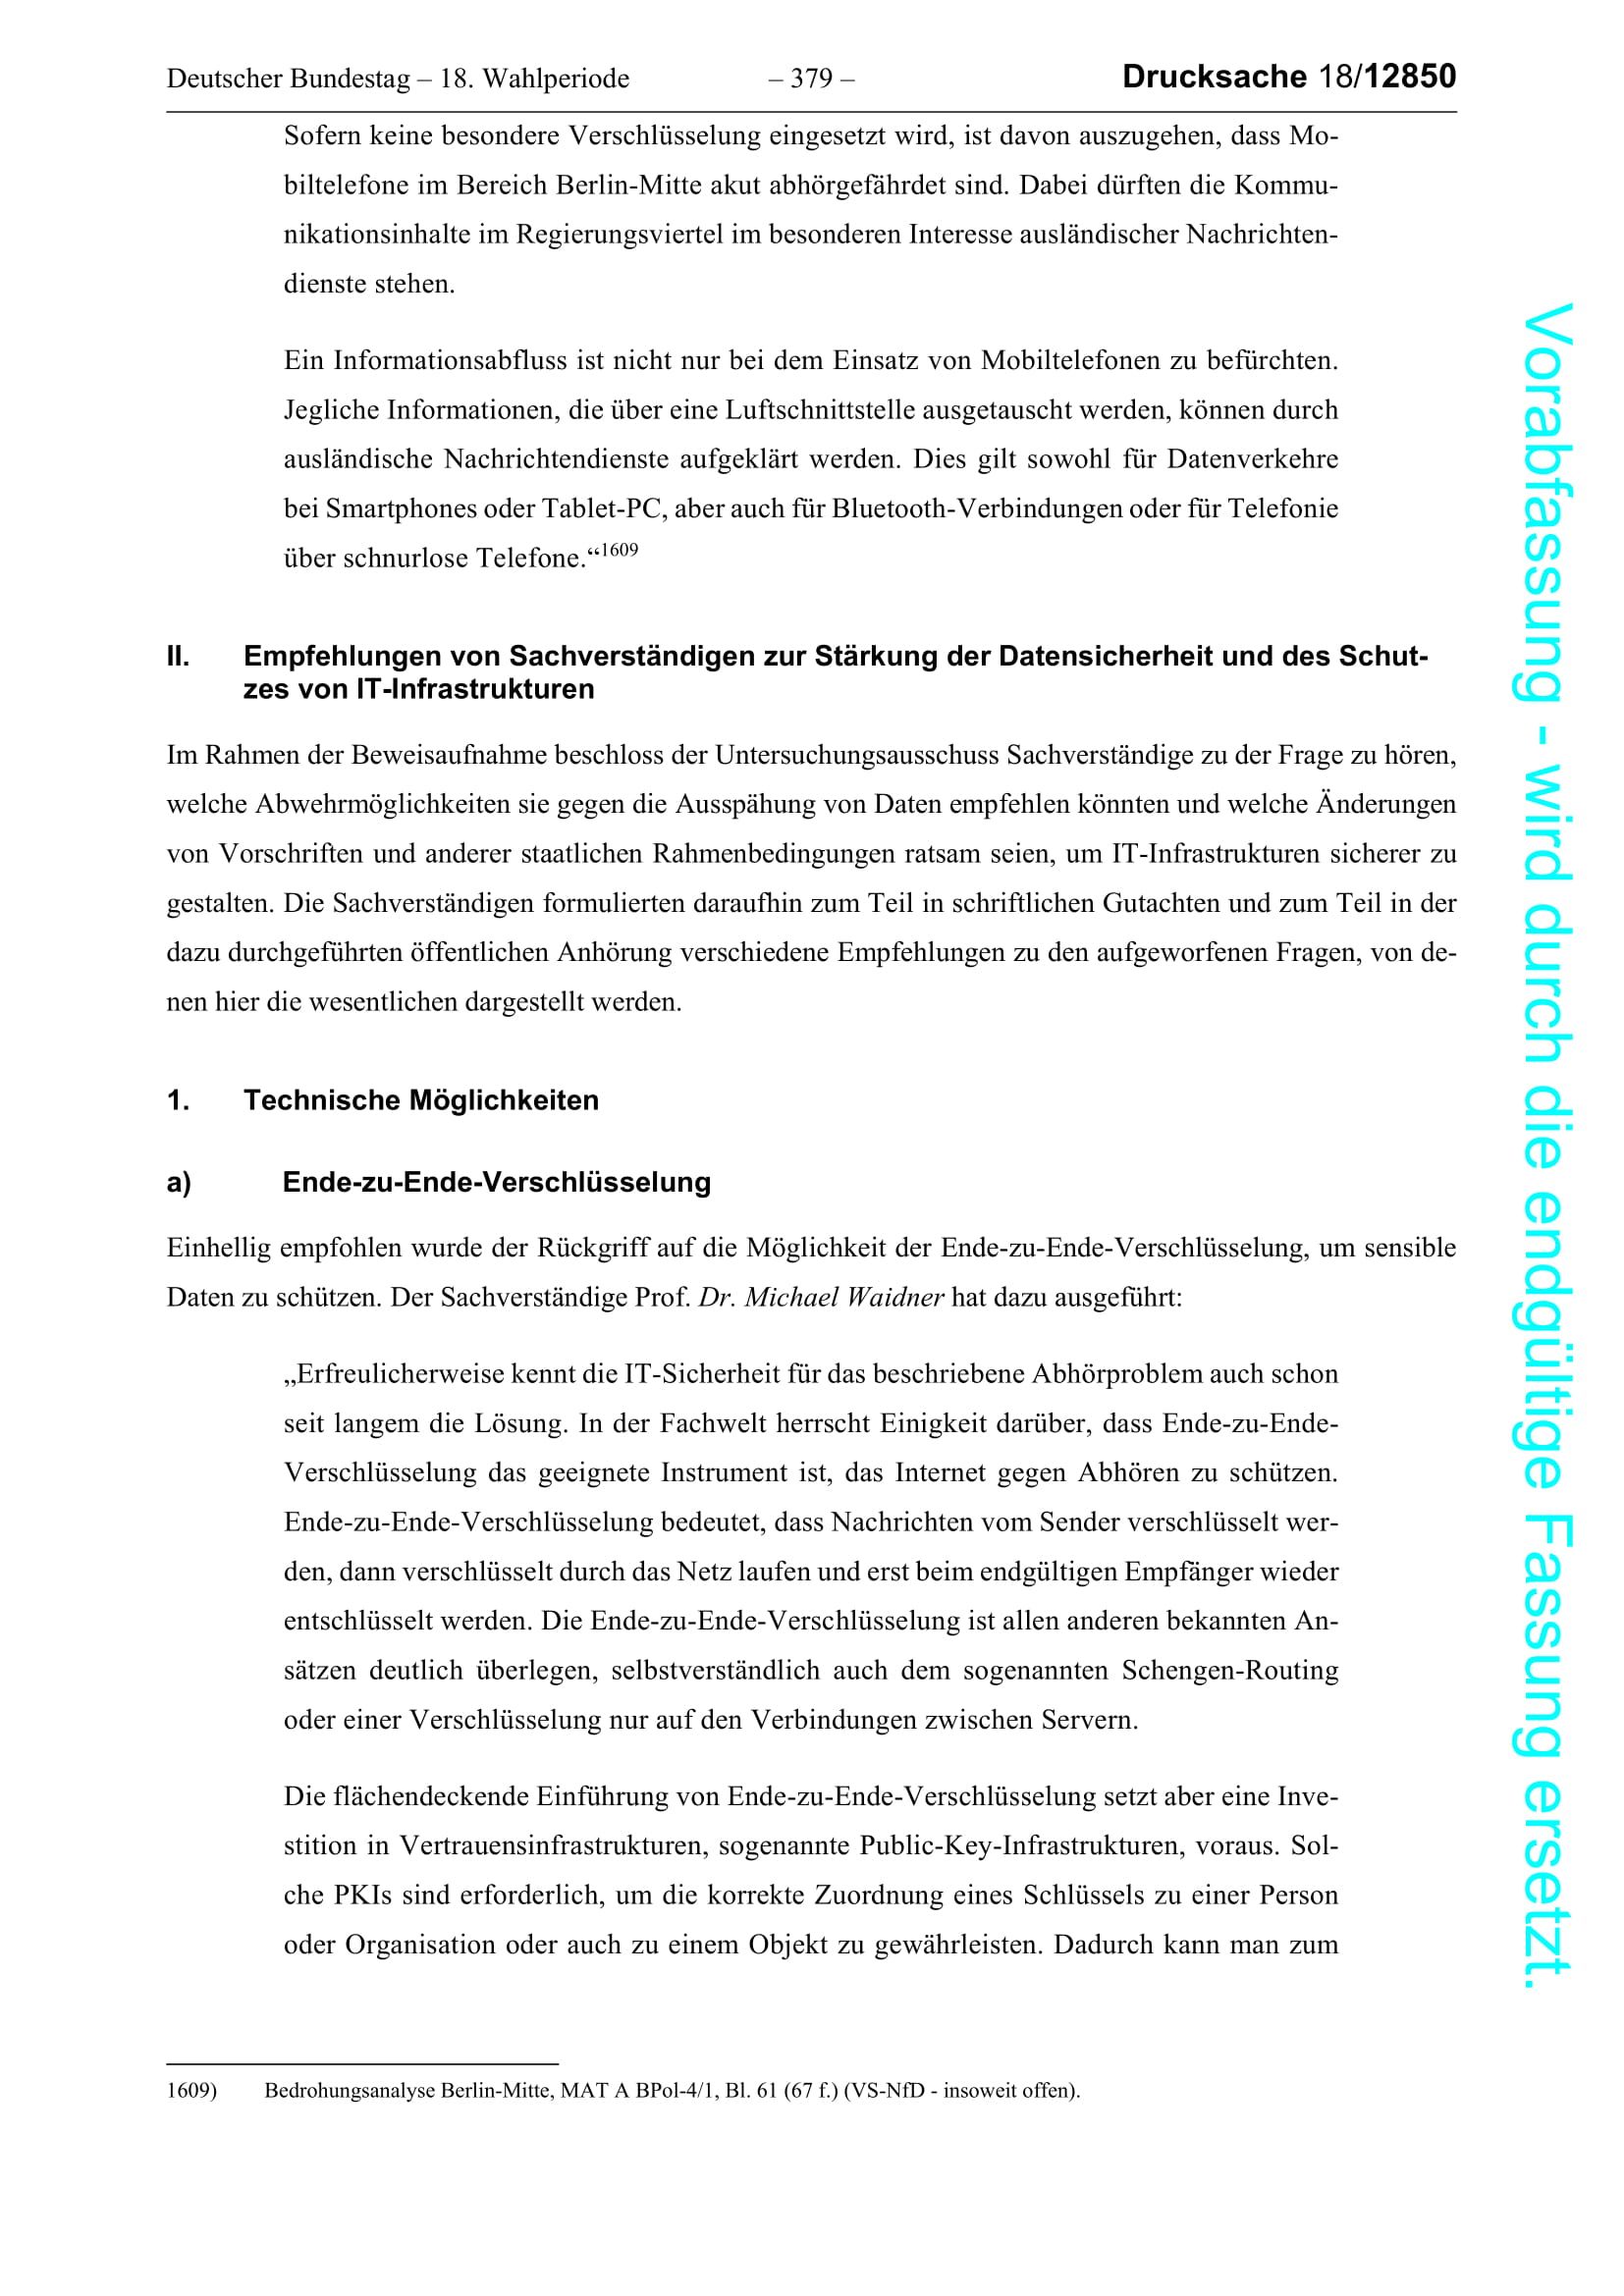 Deutscher Bundestag – 18. Wahlperiode – 379 – Drucksache 18/12850
Sofern keine besondere Verschlüsselung eingesetzt wird, ist davon auszugehen, dass Mo-
biltelefone im Bereich Berlin-Mitte akut abhörgefährdet sind. Dabei dürften die Kommu-
nikationsinhalte im Regierungsviertel im besonderen Interesse ausländischer Nachrichten-
dienste stehen.
Ein Informationsabfluss ist nicht nur bei dem Einsatz von Mobiltelefonen zu befürchten.
Jegliche Informationen, die über eine Luftschnittstelle ausgetauscht werden, können durch
ausländische Nachrichtendienste aufgeklärt werden. Dies gilt sowohl für Datenverkehre
bei Smartphones oder Tablet-PC, aber auch für Bluetooth-Verbindungen oder für Telefonie
über schnurlose Telefone.“1609
II. Empfehlungen von Sachverständigen zur Stärkung der Datensicherheit und des Schut-
zes von IT-Infrastrukturen
Im Rahmen der Beweisaufnahme beschloss der Untersuchungsausschuss Sachverständige zu der Frage zu hören,
welche Abwehrmöglichkeiten sie gegen die Ausspähung von Daten empfehlen könnten und welche Änderungen
von Vorschriften und anderer staatlichen Rahmenbedingungen ratsam seien, um IT-Infrastrukturen sicherer zu
gestalten. Die Sachverständigen formulierten daraufhin zum Teil in schriftlichen Gutachten und zum Teil in der
dazu durchgeführten öffentlichen Anhörung verschiedene Empfehlungen zu den aufgeworfenen Fragen, von de-
nen hier die wesentlichen dargestellt werden.
1. Technische Möglichkeiten
a) Ende-zu-Ende-Verschlüsselung
Einhellig empfohlen wurde der Rückgriff auf die Möglichkeit der Ende-zu-Ende-Verschlüsselung, um sensible
Daten zu schützen. Der Sachverständige Prof. Dr. Michael Waidner hat dazu ausgeführt:
„Erfreulicherweise kennt die IT-Sicherheit für das beschriebene Abhörproblem auch schon
seit langem die Lösung. In der Fachwelt herrscht Einigkeit darüber, dass Ende-zu-Ende-
Verschlüsselung das geeignete Instrument ist, das Internet gegen Abhören zu schützen.
Ende-zu-Ende-Verschlüsselung bedeutet, dass Nachrichten vom Sender verschlüsselt wer-
den, dann verschlüsselt durch das Netz laufen und erst beim endgültigen Empfänger wieder
entschlüsselt werden. Die Ende-zu-Ende-Verschlüsselung ist allen anderen bekannten An-
sätzen deutlich überlegen, selbstverständlich auch dem sogenannten Schengen-Routing
oder einer Verschlüsselung nur auf den Verbindungen zwischen Servern.
Die flächendeckende Einführung von Ende-zu-Ende-Verschlüsselung setzt aber eine Inve-
stition in Vertrauensinfrastrukturen, sogenannte Public-Key-Infrastrukturen, voraus. Sol-
che PKIs sind erforderlich, um die korrekte Zuordnung eines Schlüssels zu einer Person
oder Organisation oder auch zu einem Objekt zu gewährleisten. Dadurch kann man zum
1609) Bedrohungsanalyse Berlin-Mitte, MAT A BPol-4/1, Bl. 61 (67 f.) (VS-NfD - insoweit offen).
Vorabfassung - wird durch die endgültige Fassung ersetzt.